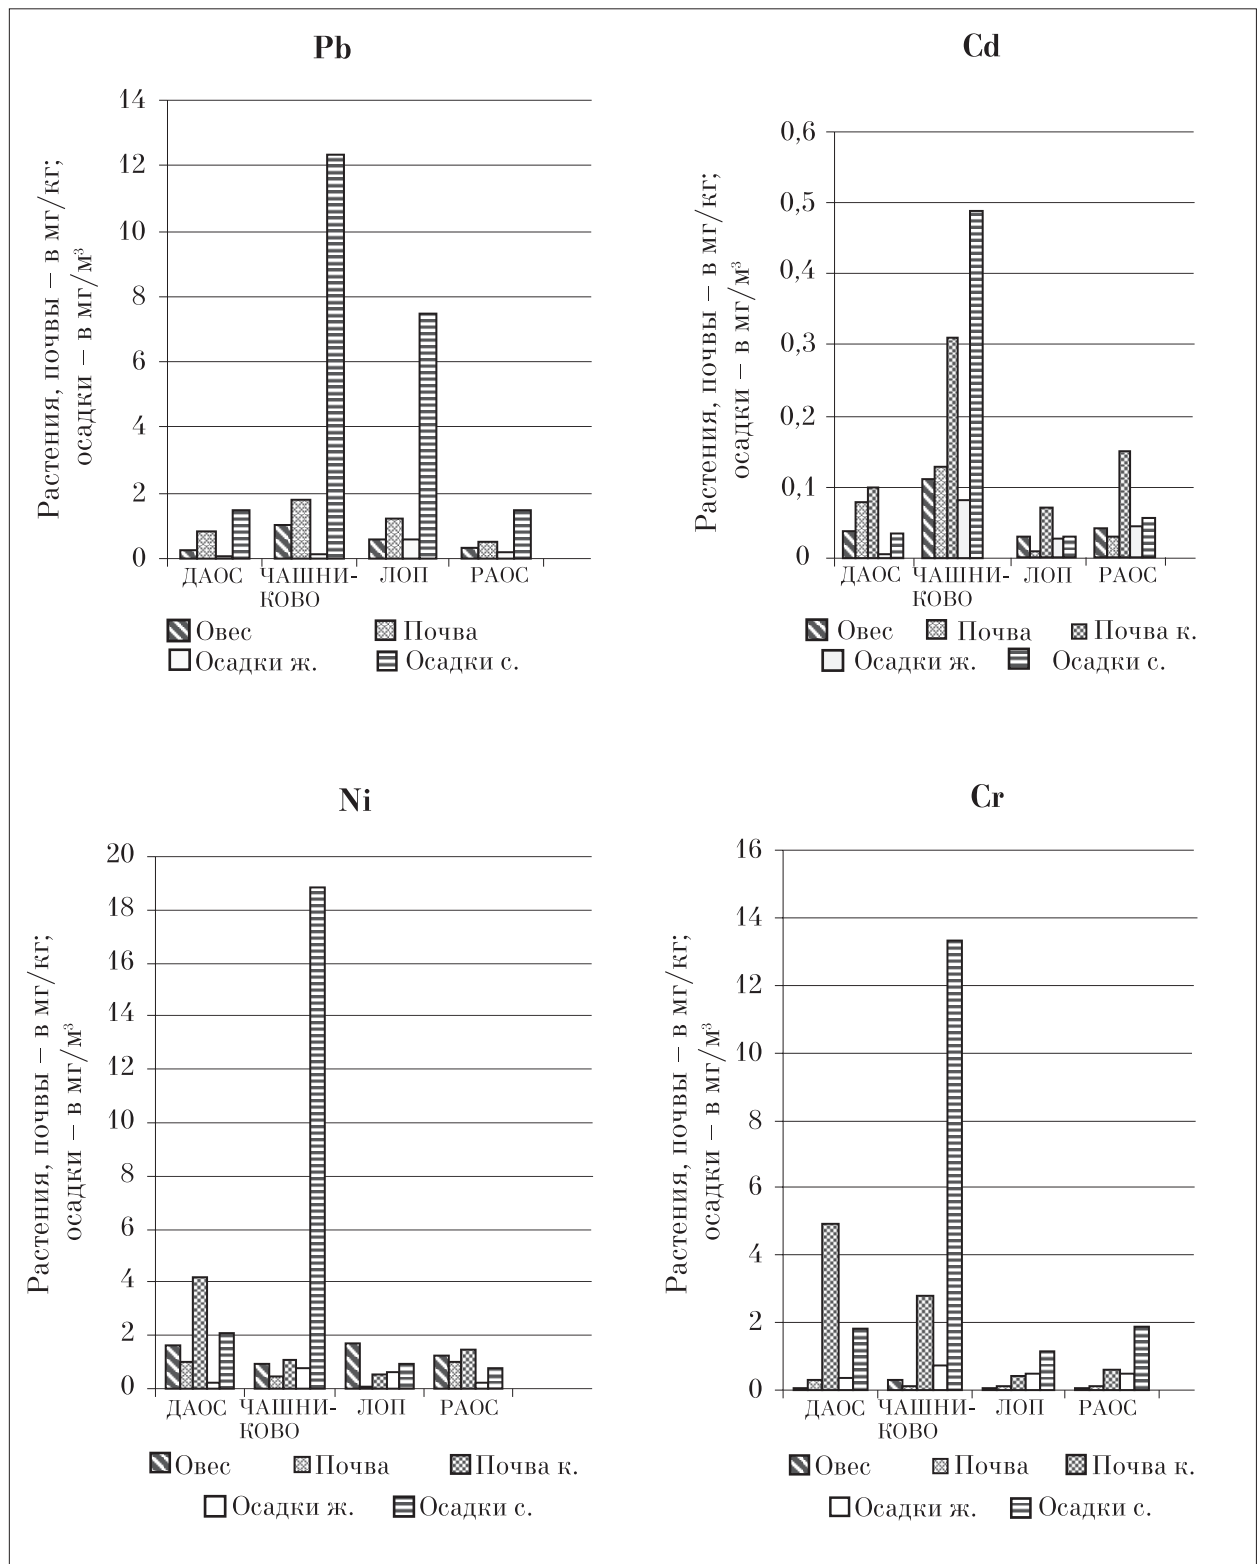 Pb
Растения, почвы – в мг/кг;
осадки – в мг/м³
14
12
10
8
6
4
2
0
ДАОС ЧАШНИ-КОВО ЛОП РАОС
Овес Почва
Осадки ж. Осадки с.
Cd
Растения, почвы – в мг/кг;
осадки – в мг/м³
0,6
0,5
0,4
0,3
0,2
0,1
0
ДАОС ЧАШНИ-КОВО ЛОП РАОС
Овес Почва Почва к.
Осадки ж. Осадки с.
Ni
Растения, почвы – в мг/кг;
осадки – в мг/м³
20
18
16
14
12
10
8
6
4
2
0
ДАОС ЧАШНИ-КОВО ЛОП РАОС
Овес Почва Почва к.
Осадки ж. Осадки с.
Cr
Растения, почвы – в мг/кг;
осадки – в мг/м³
16
14
12
10
8
6
4
2
0
ДАОС ЧАШНИ-КОВО ЛОП РАОС
Овес Почва Почва к.
Осадки ж. Осадки с.